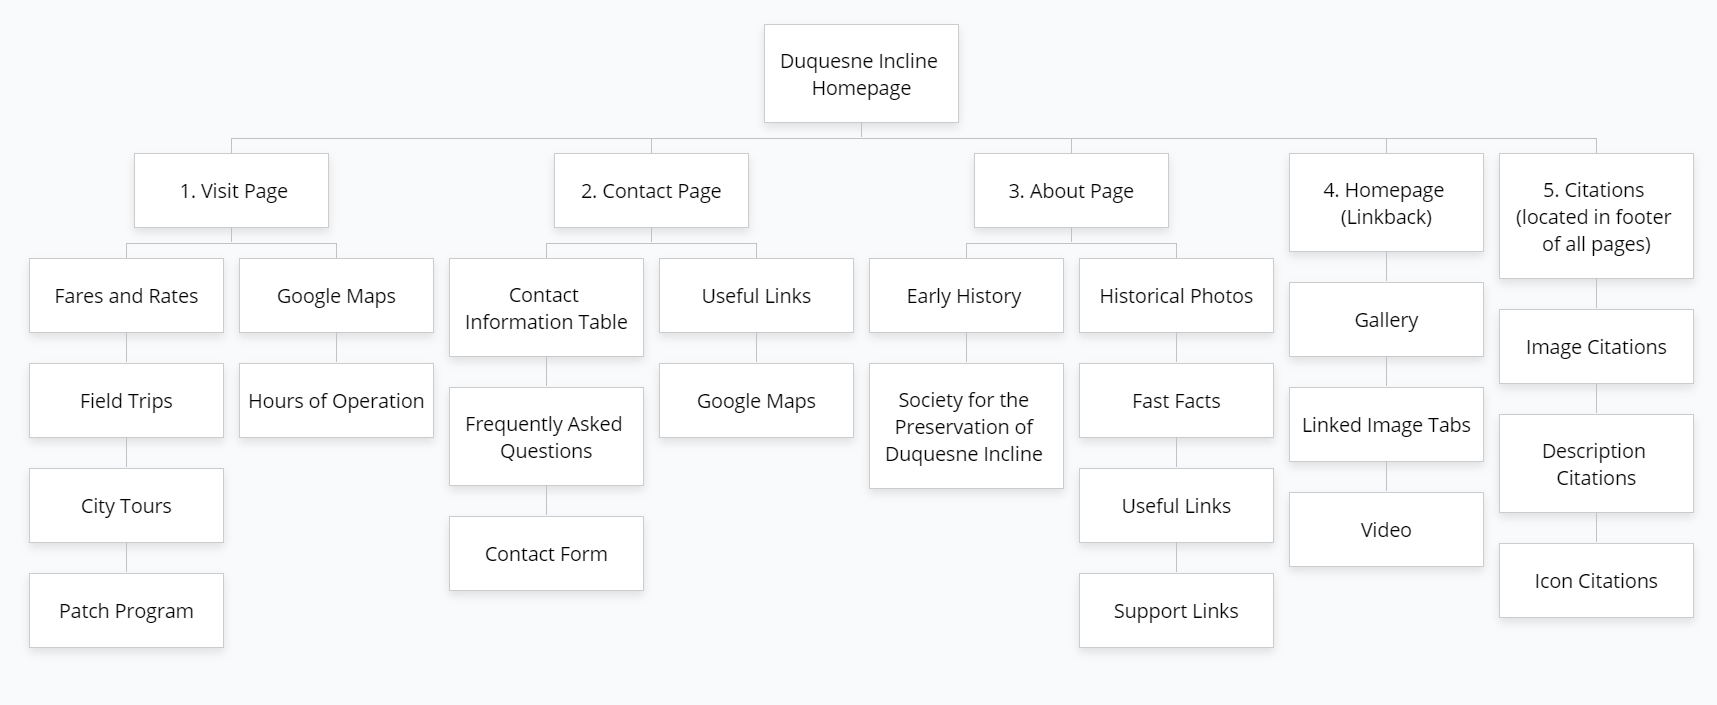 Duquesne Incline
Homepage
1. Visit Page
2. Contact Page
3. About Page
4. Homepage
(Linkback)
5. Citations
(located in footer
of all pages)
Fares and Rates
Field Trips
City Tours
Patch Program
Google Maps
Hours of Operation
Contact
Information Table
Frequently Asked
Questions
Contact Form
Useful Links
Google Maps
Early History
Society for the
Preservation of
Duquesne Incline
Historical Photos
Fast Facts
Useful Links
Support Links
Gallery
Linked Image Tabs
Video
Image Citations
Description
Citations
Icon Citations